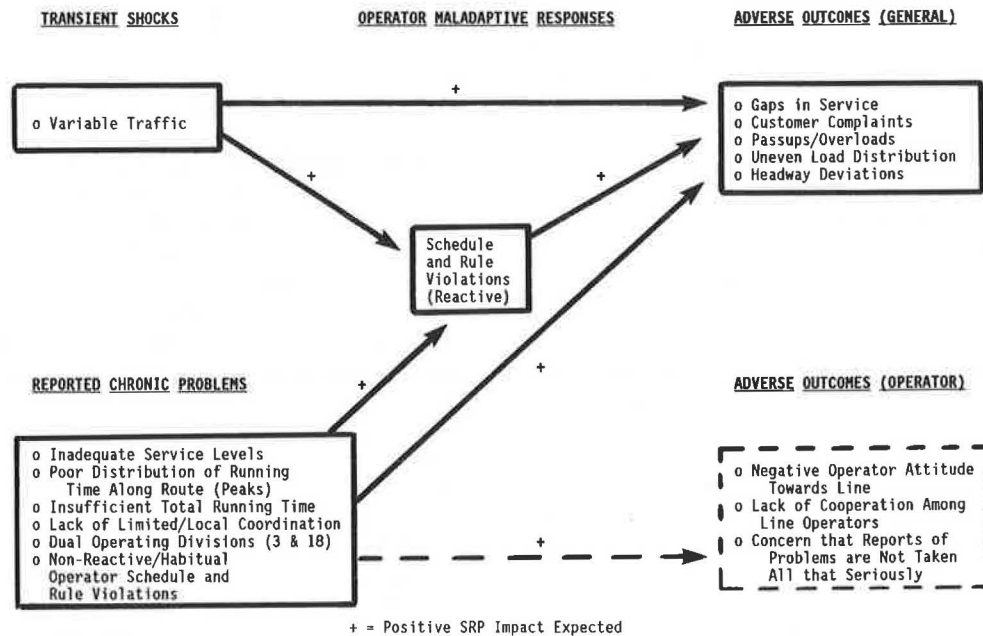 TRANSIENT SHOCKS
OPERATOR MALADAPTIVE RESPONSES
ADVERSE OUTCOMES (GENERAL)
+
o Variable Traffic
o Gaps in Service
o Customer Complaints
o Passups/Overloads
o Uneven Load Distribution
o Headway Deviations
+
+
Schedule
and Rule
Violations
(Reactive)
+
+
REPORTED CHRONIC PROBLEMS
ADVERSE OUTCOMES (OPERATOR)
o Inadequate Service Levels
o Poor Distribution of Running
Time Along Route (Peaks)
o Insufficient Total Running Time
o Lack of Limited/Local Coordination
o Dual Operating Divisions (3 & 18)
o Non-Reactive/Habitual
Operator Schedule and
Rule Violations
+
o Negative Operator Attitude
Towards Line
o Lack of Cooperation Among
Line Operators
o Concern that Reports of
Problems are Not Taken
All that Seriously
+ = Positive SRP Impact Expected